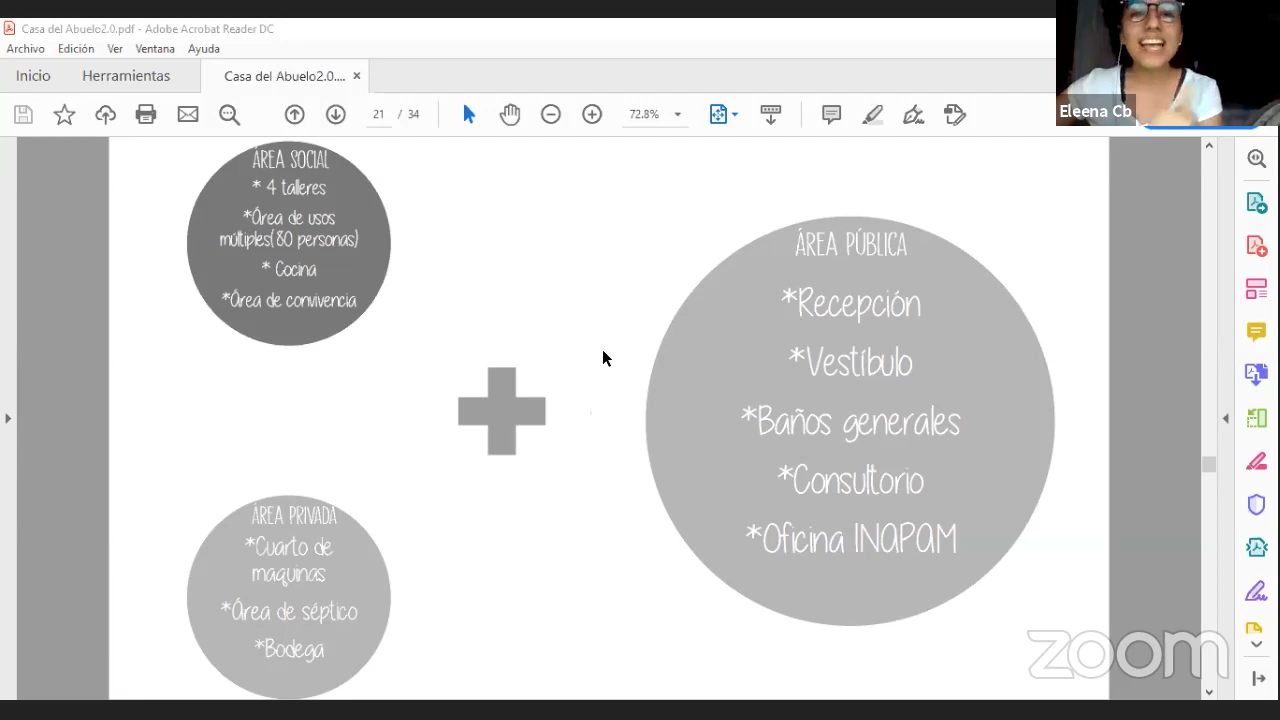 Casa del Abuelo2.0.pdf - Adobe Acrobat Reader DC
Archivo Edición Ver Ventana Ayuda
Inicio Herramientas Casa del Abuelo2.0.... ×
21 / 34 72.8%
Eleena Cb
ÁREA SOCIAL
* 4 talleres
*Área de usos
múltiples(80 personas)
* Cocina
*Área de convivencia
ÁREA PRIVADA
*Cuarto de
maquinas
*Área de séptico
*Bodega
ÁREA PÚBLICA
*Recepción
*Vestíbulo
*Baños generales
*Consultorio
*Oficina INAPAM
zoom